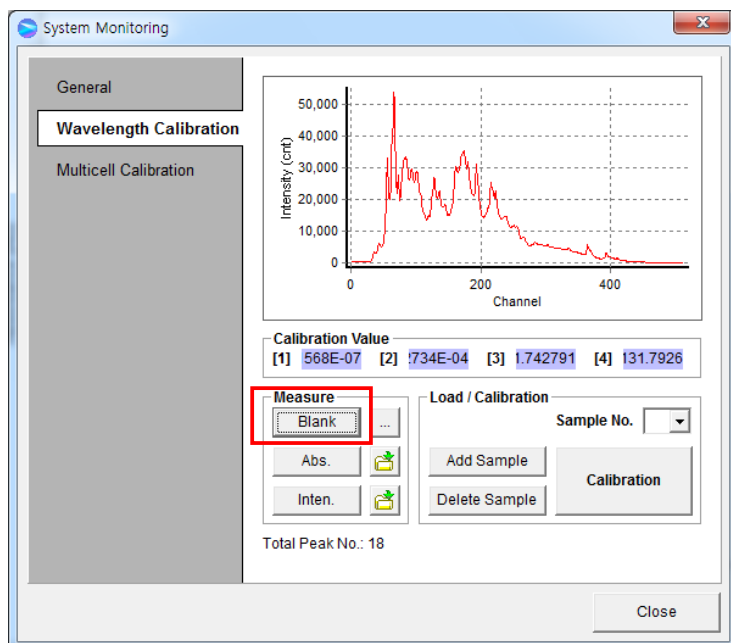 System Monitoring
General
Wavelength Calibration
Multicell Calibration
50,000
40,000
30,000
20,000
10,000
0
Intensity (cnt)
0 200 400
Channel
Calibration Value
[1] 568E-07 [2] 2734E-04 [3] 1.742791 [4] 131.7926
Measure
Blank ...
Abs.
Inten.
Load / Calibration
Sample No.
Add Sample
Delete Sample
Calibration
Total Peak No.: 18
Close